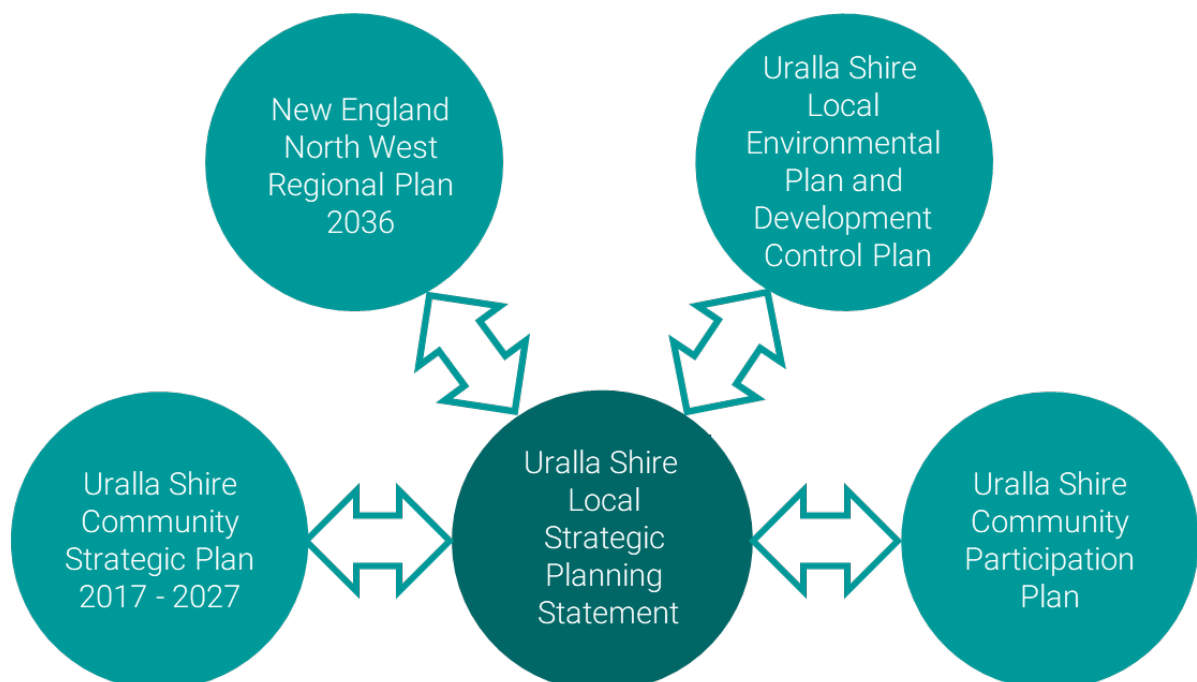 New England
North West
Regional Plan
2036
Uralla Shire
Local
Environmental
Plan and
Development
Control Plan
Uralla Shire
Community
Strategic Plan
2017 - 2027
Uralla Shire
Local
Strategic
Planning
Statement
Uralla Shire
Community
Participation
Plan